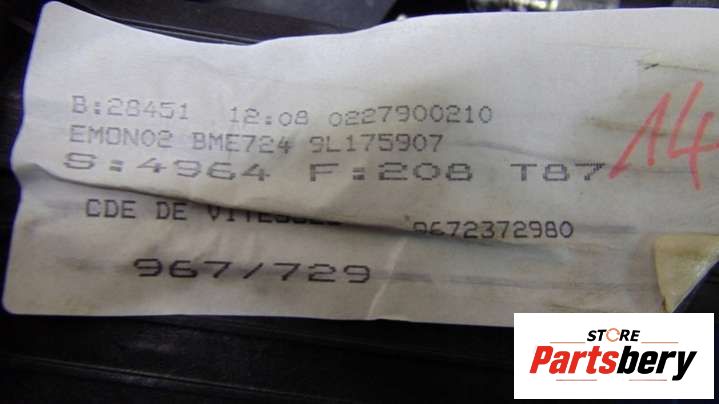 B:28451 12:08 0227900210
EMON02 BME724 9L175907
S:4964 F:208 T87
14
CDE DE 9672372980
967/729
STORE
Partsbery